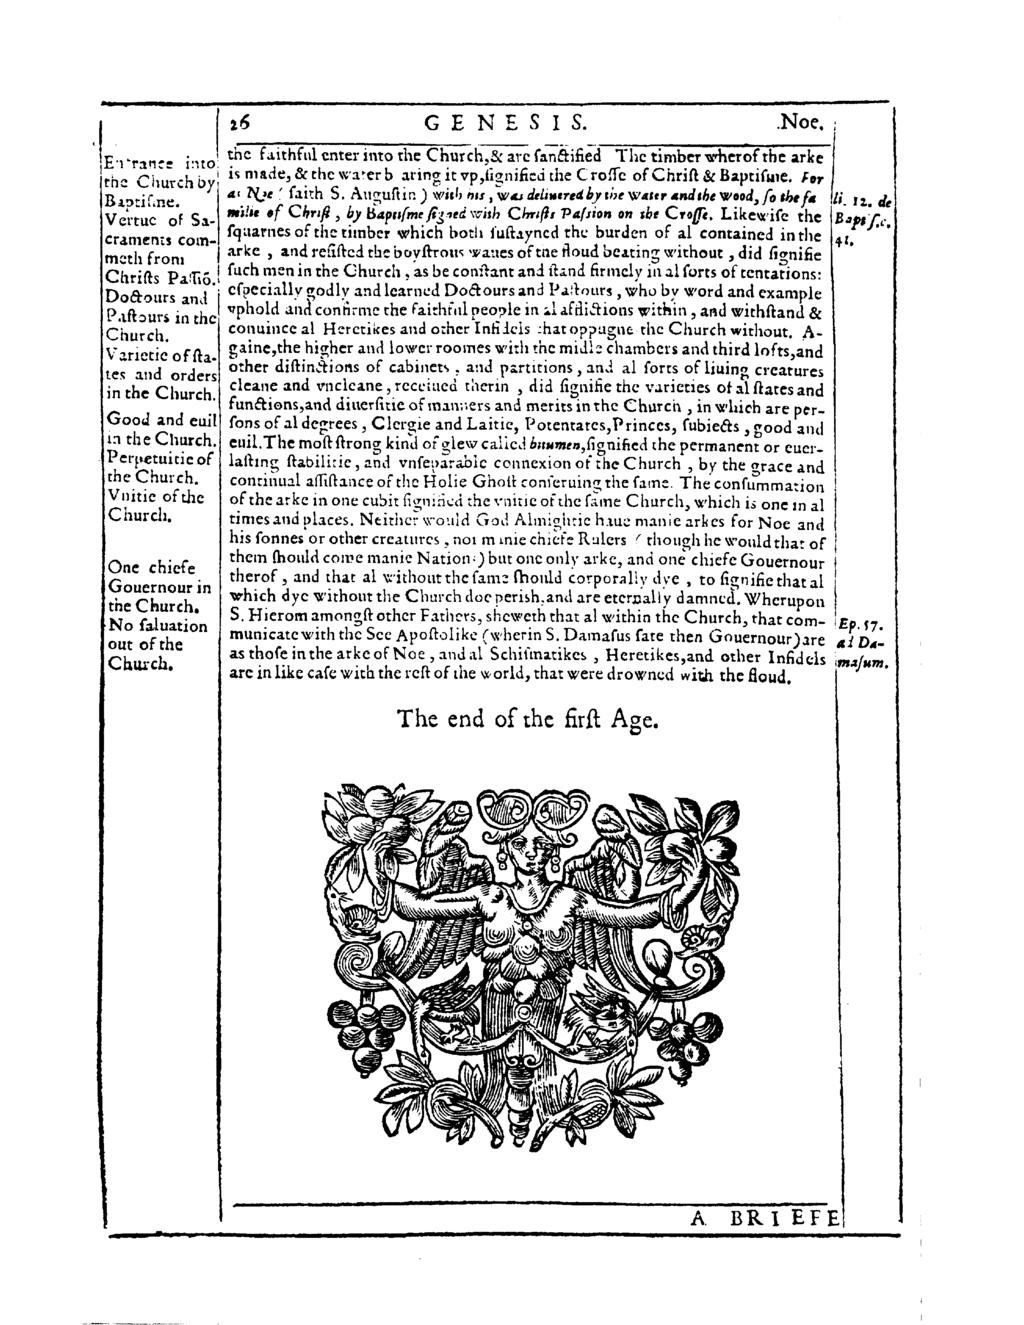 26 GENESIS. Noe.
Entrance into
the Church by
Baptisme.
Vertue of Sa-
craments com-
meth from
Christs Passiõ.
Doctours and
Pastours in the
Church.
Varietie of sta-
tes and orders
in the Church.
Good and euil
in the Church.
Perpetuitie of
the Church.
Vnitie of the
Church.
One chiefe
Gouernour in
the Church.
No saluation
out of the
Church.
the faithful enter into the Church, & are sanctified The timber wherof the arke
is made, & the water bearing it vp, signified the Crosse of Christ & Baptisme. For
as Noe (saith S. Augustin) with his, was deliuered by the water and the wood, so the fa
milie of Christ, by Baptisme signed with Christs Passion on the Crosse. Likewise the
squarnes of the timber which both sustayned the burden of al contained in the
arke, and resisted the boystrous waues of the floud beating without, did signifie
such men in the Church, as be constant and stand firmely in al sorts of tentations:
especially godly and learned Doctours and Pastours, who by word and example
vphold and confirme the faithful people in al afflictions within, and withstand &
conuince al Heretikes and other Infidels that oppugne the Church without. A-
gaine, the higher and lower roomes with the midle chambers and third lofts, and
other distinctions of cabinets, and partitions, and al sorts of liuing creatures
cleane and vncleane, receiued therin, did signifie the varieties of al states and
functions, and diuersitie of manners and merits in the Church, in which are per-
sons of al degrees, Clergie and Laitie, Potentates, Princes, subiects, good and
euil. The most strong kind of glew called bitumen, signified the permanent or euer-
lasting stabilitie, and vnseparable connexion of the Church, by the grace and
continual assistance of the Holie Ghost conseruing the same. The consummation
of the arke in one cubit signified the vnitie of the same Church, which is one in al
times and places. Neither would God Almightie haue manie arkes for Noe and
his sonnes or other creatures, nor manie chiefe Rulers (though he would that of
them should come manie Nations) but one only arke, and one chiefe Gouernour
therof, and that al without the same should corporally dye, to signifie that al
which dye without the Church doe perish, and are eternally damned. Wherupon
S. Hierom amongst other Fathers, sheweth that al within the Church, that com-
municate with the See Apostolike (wherin S. Damasus sate then Gouernour) are
as those in the arke of Noe, and al Schismatikes, Heretikes, and other Infidels
are in like case with the rest of the world, that were drowned with the floud.
li. 12. de
Bapt s.c.
41.
Ep. 57.
ad Da-
masum.
The end of the first Age.
A BRIEFE